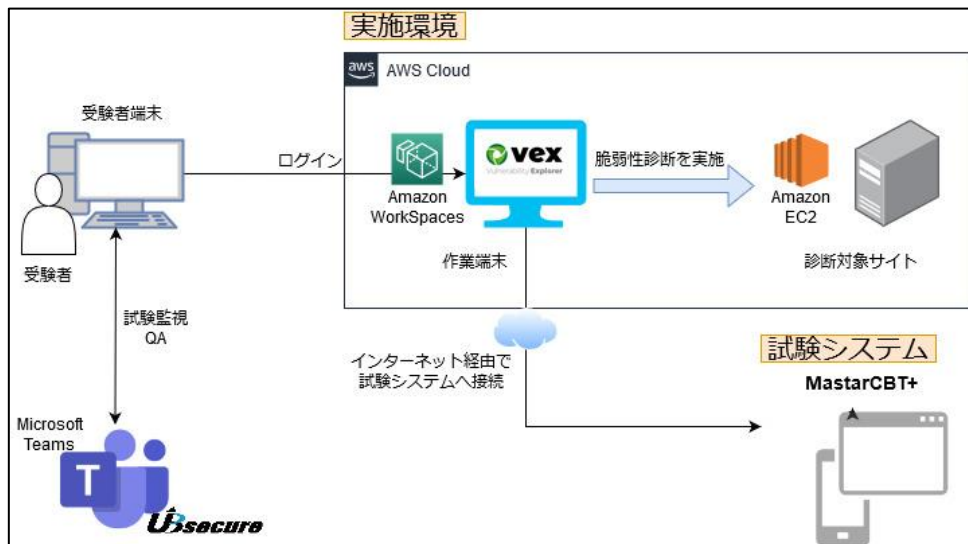 実施環境
aws
AWS Cloud
受験者端末
ログイン
Amazon
WorkSpaces
vex
Vulnerability Explorer
脆弱性診断を実施
Amazon
EC2
受験者
作業端末
診断対象サイト
試験監視
QA
インターネット経由で
試験システムへ接続
試験システム
MastarCBT+
Microsoft
Teams
T
UBsecure